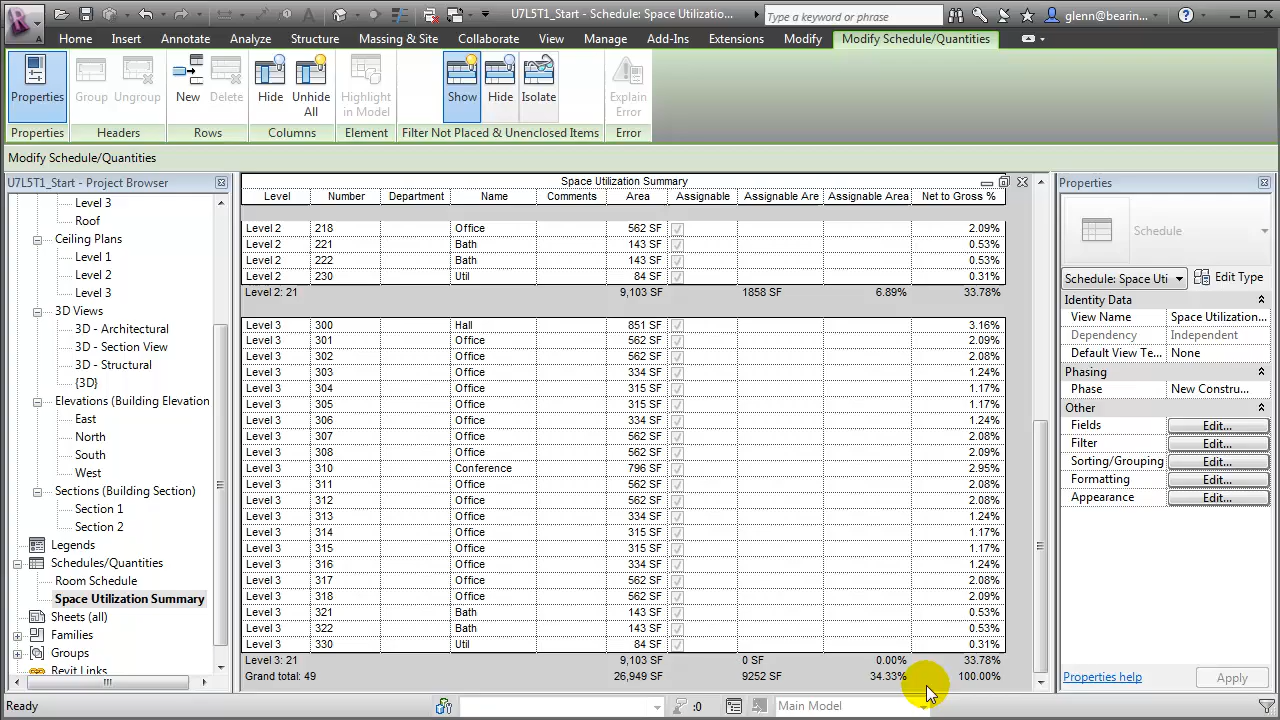 U7L5T1_Start - Schedule: Space Utilizatio...
Type a keyword or phrase
glenn@bearin...
Home Insert Annotate Analyze Structure Massing & Site Collaborate View Manage Add-Ins Extensions Modify Modify Schedule/Quantities
Properties Group Ungroup New Delete Hide Unhide All Highlight in Model Show Hide Isolate Explain Error
Properties Headers Rows Columns Element Filter Not Placed & Unenclosed Items Error
Modify Schedule/Quantities
U7L5T1_Start - Project Browser
Level 3
Roof
Ceiling Plans
Level 1
Level 2
Level 3
3D Views
3D - Architectural
3D - Section View
3D - Structural
{3D}
Elevations (Building Elevation
East
North
South
West
Sections (Building Section)
Section 1
Section 2
Legends
Schedules/Quantities
Room Schedule
Space Utilization Summary
Sheets (all)
Families
Groups
Revit Links
Space Utilization Summary
Level Number Department Name Comments Area Assignable Assignable Are Assignable Area Net to Gross %
Level 2 218 Office 562 SF 2.09%
Level 2 221 Bath 143 SF 0.53%
Level 2 222 Bath 143 SF 0.53%
Level 2 230 Util 84 SF 0.31%
Level 2: 21 9,103 SF 1858 SF 6.89% 33.78%
Level 3 300 Hall 851 SF 3.16%
Level 3 301 Office 562 SF 2.09%
Level 3 302 Office 562 SF 2.08%
Level 3 303 Office 334 SF 1.24%
Level 3 304 Office 315 SF 1.17%
Level 3 305 Office 315 SF 1.17%
Level 3 306 Office 334 SF 1.24%
Level 3 307 Office 562 SF 2.08%
Level 3 308 Office 562 SF 2.09%
Level 3 310 Conference 796 SF 2.95%
Level 3 311 Office 562 SF 2.08%
Level 3 312 Office 562 SF 2.08%
Level 3 313 Office 334 SF 1.24%
Level 3 314 Office 315 SF 1.17%
Level 3 315 Office 315 SF 1.17%
Level 3 316 Office 334 SF 1.24%
Level 3 317 Office 562 SF 2.08%
Level 3 318 Office 562 SF 2.09%
Level 3 321 Bath 143 SF 0.53%
Level 3 322 Bath 143 SF 0.53%
Level 3 330 Util 84 SF 0.31%
Level 3: 21 9,103 SF 0 SF 0.00% 33.78%
Grand total: 49 26,949 SF 9252 SF 34.33% 100.00%
Properties
Schedule
Schedule: Space Uti Edit Type
Identity Data
View Name Space Utilization...
Dependency Independent
Default View Te... None
Phasing
Phase New Constru...
Other
Fields Edit...
Filter Edit...
Sorting/Grouping Edit...
Formatting Edit...
Appearance Edit...
Properties help Apply
Ready :0 Main Model